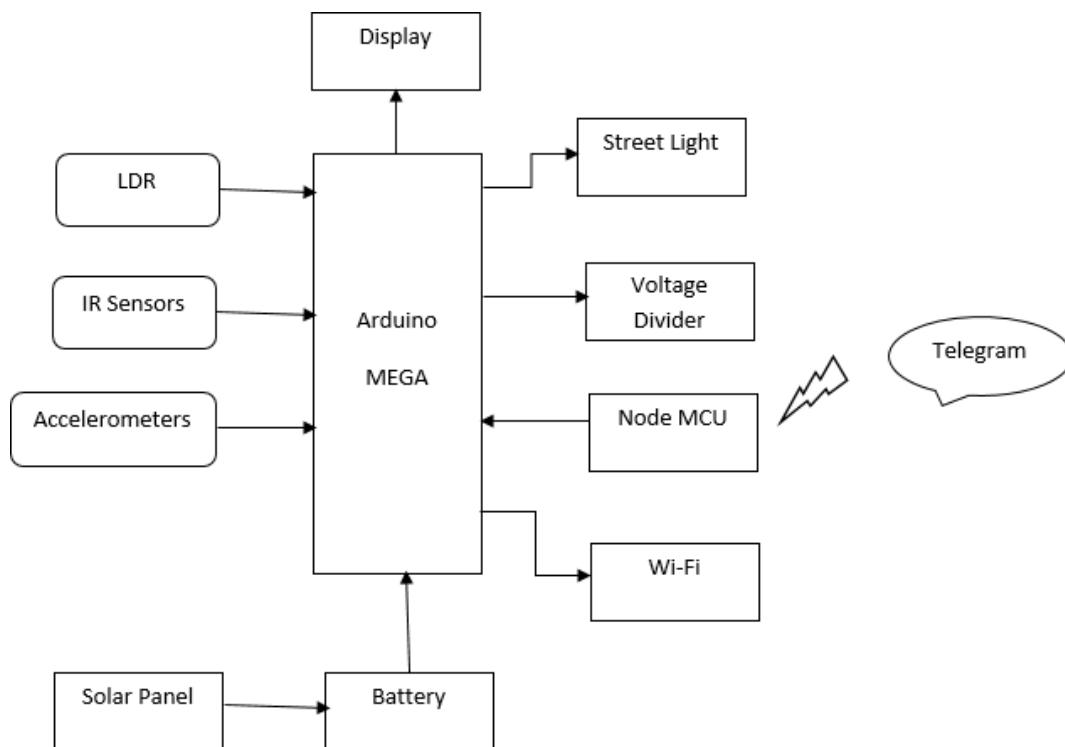 Display
Street Light
LDR
IR Sensors
Voltage
Divider
Arduino
MEGA
Telegram
Accelerometers
Node MCU
Wi-Fi
Solar Panel
Battery